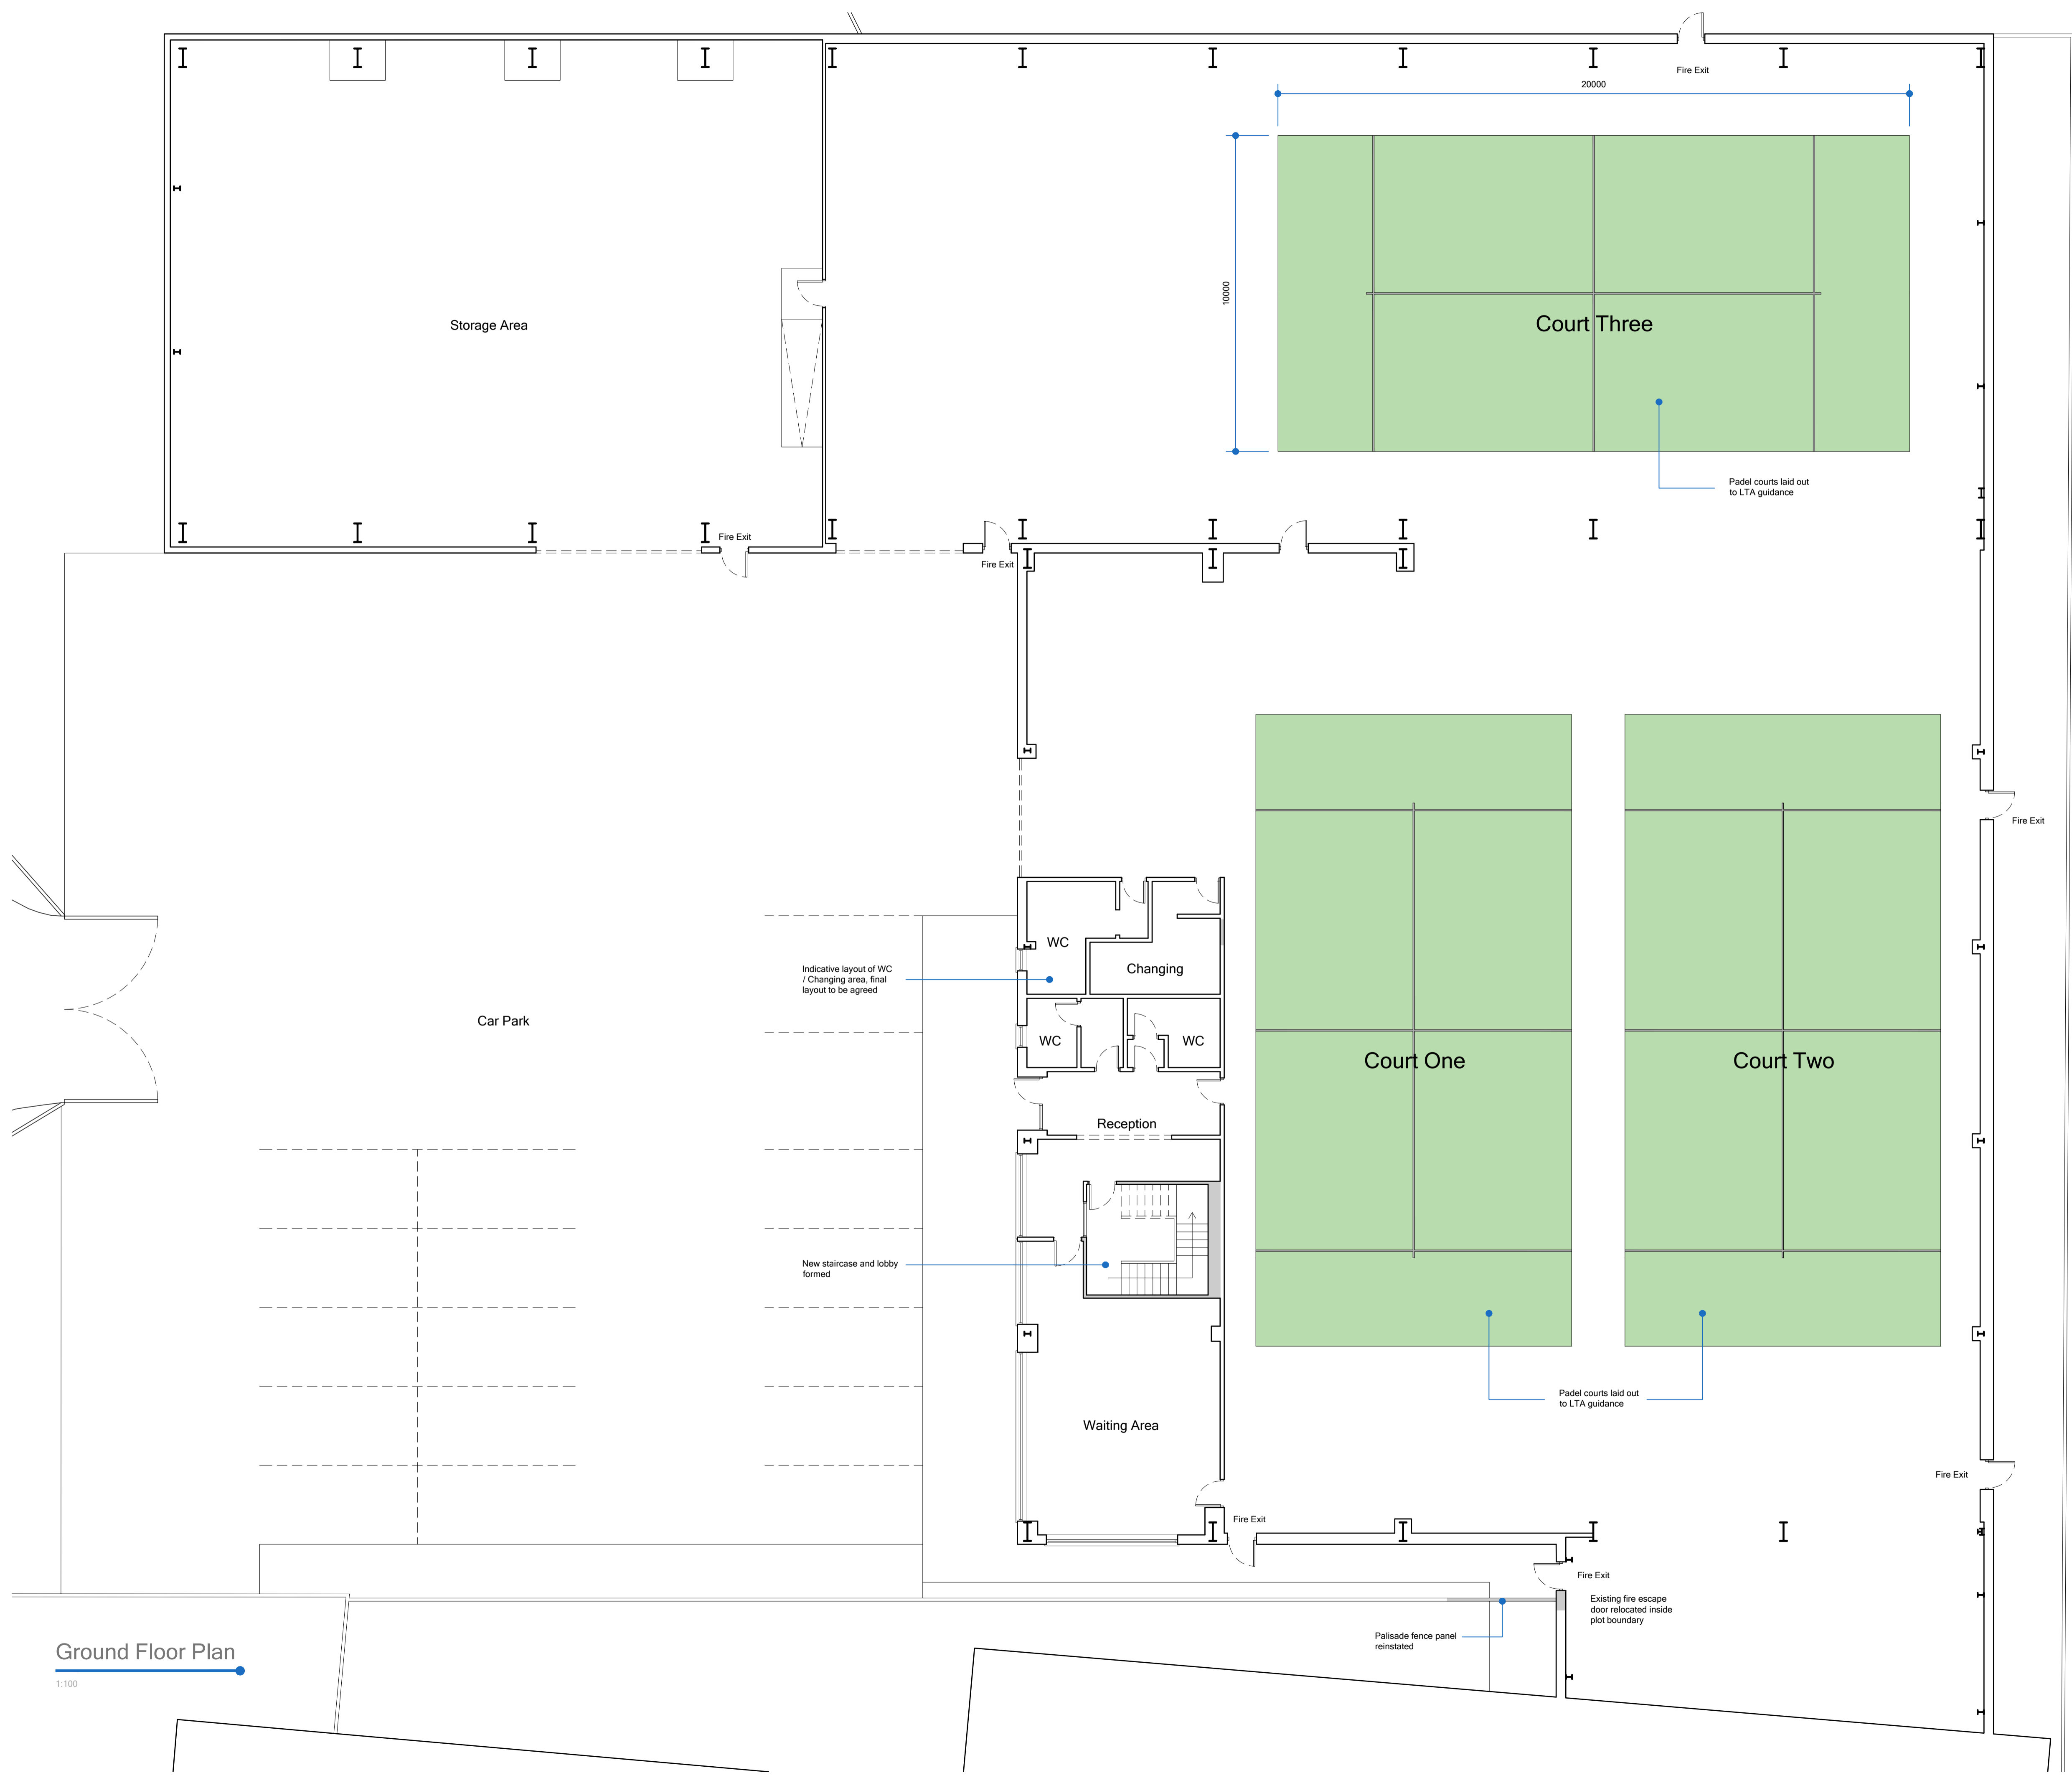 Fire Exit
20000
10000
Storage Area
Court Three
Padel courts laid out
to LTA guidance
Fire Exit
Fire Exit
Fire Exit
Indicative layout of WC
/ Changing area, final
layout to be agreed
WC
Changing
Car Park
WC
WC
Court One
Court Two
Reception
New staircase and lobby
formed
Padel courts laid out
to LTA guidance
Waiting Area
Fire Exit
Fire Exit
Fire Exit
Existing fire escape
door relocated inside
plot boundary
Palisade fence panel
reinstated
Ground Floor Plan
1:100